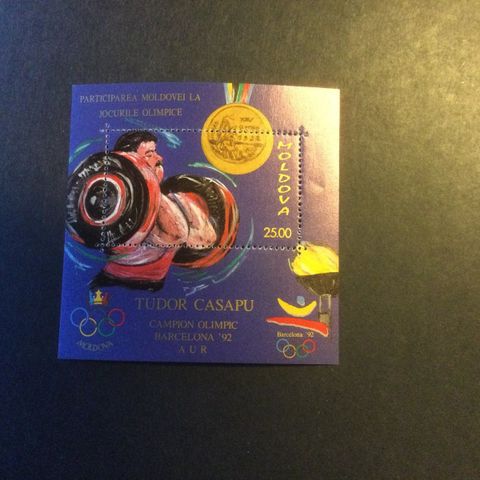 PARTICIPAREA MOLDOVEI LA
JOCURILE OLIMPICE
MOLDOVA
25.00
TUDOR CASAPU
CAMPION OLIMPIC
BARCELONA '92
AUR
MOLDOVA
Barcelona '92